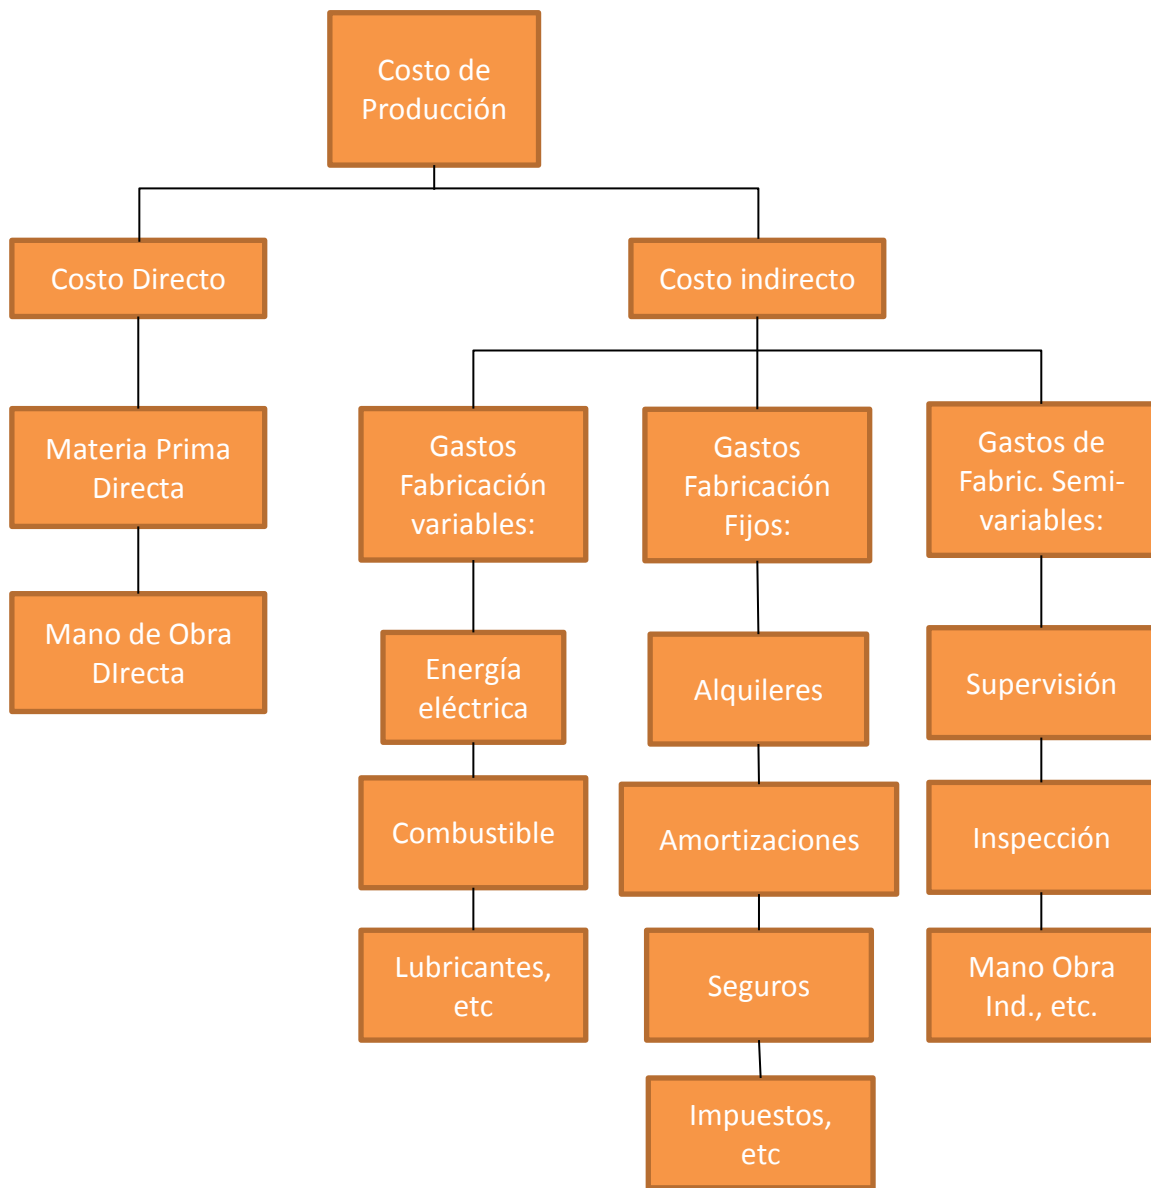 Costo de
Producción
Costo Directo
Costo indirecto
Materia Prima
Directa
Mano de Obra
DIrecta
Gastos
Fabricación
variables:
Energía
eléctrica
Combustible
Lubricantes,
etc
Gastos
Fabricación
Fijos:
Alquileres
Amortizaciones
Seguros
Impuestos,
etc
Gastos de
Fabric. Semi-
variables:
Supervisión
Inspección
Mano Obra
Ind., etc.